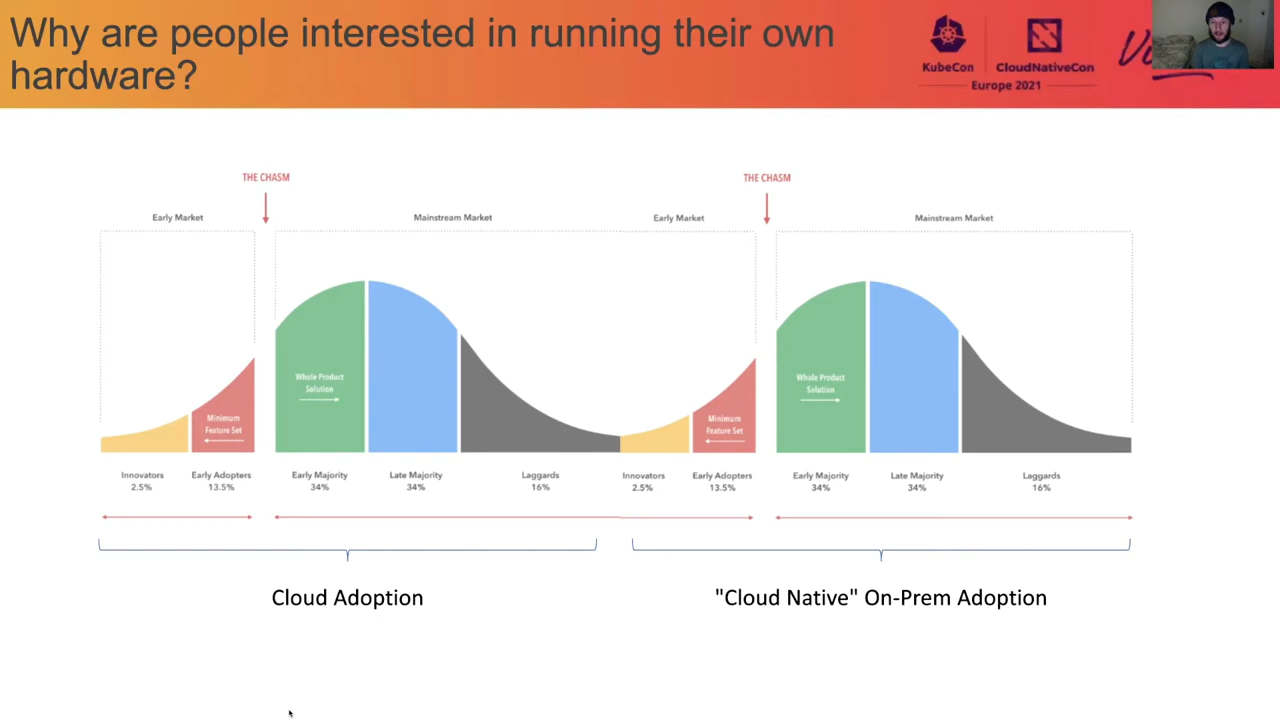 Why are people interested in running their own
hardware?
KubeCon
CloudNativeCon
Europe 2021
THE CHASM
THE CHASM
Early Market
Mainstream Market
Early Market
Mainstream Market
Whole Product
Solution
Minimum
Feature Set
Whole Product
Solution
Minimum
Feature Set
Innovators
2.5%
Early Adopters
13.5%
Early Majority
34%
Late Majority
34%
Laggards
16%
Innovators
2.5%
Early Adopters
13.5%
Early Majority
34%
Late Majority
34%
Laggards
16%
Cloud Adoption
"Cloud Native" On-Prem Adoption